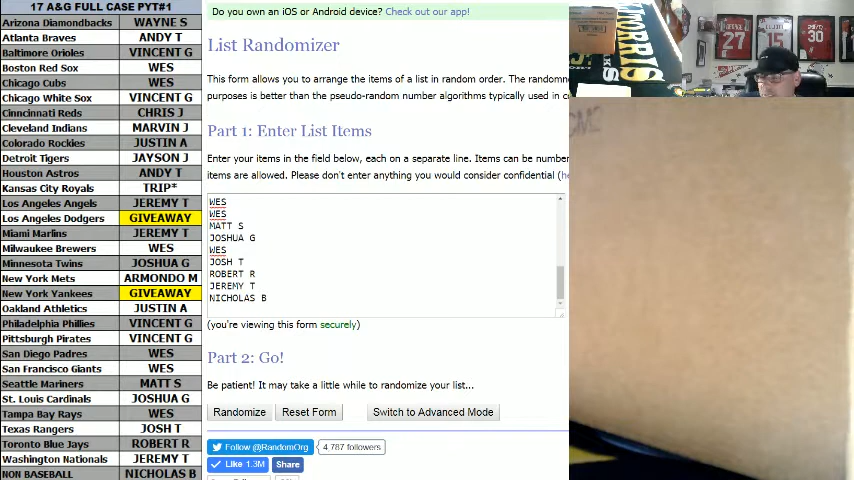 17 A&G FULL CASE PYT#1
Arizona Diamondbacks WAYNE S
Atlanta Braves ANDY T
Baltimore Orioles VINCENT G
Boston Red Sox WES
Chicago Cubs WES
Chicago White Sox VINCENT G
Cinncinnati Reds CHRIS J
Cleveland Indians MARVIN J
Colorado Rockies JUSTIN A
Detroit Tigers JAYSON J
Houston Astros ANDY T
Kansas City Royals TRIP*
Los Angeles Angels JEREMY T
Los Angeles Dodgers GIVEAWAY
Miami Marlins JEREMY T
Milwaukee Brewers WES
Minnesota Twins JOSHUA G
New York Mets ARMONDO M
New York Yankees GIVEAWAY
Oakland Athletics JUSTIN A
Philadelphia Phillies VINCENT G
Pittsburgh Pirates VINCENT G
San Diego Padres WES
San Francisco Giants WES
Seattle Mariners MATT S
St. Louis Cardinals JOSHUA G
Tampa Bay Rays WES
Texas Rangers JOSH T
Toronto Blue Jays ROBERT R
Washington Nationals JEREMY T
NON BASEBALL NICHOLAS B
Do you own an iOS or Android device? Check out our app!
List Randomizer
This form allows you to arrange the items of a list in random order. The randomn
purposes is better than the pseudo-random number algorithms typically used in c
Part 1: Enter List Items
Enter your items in the field below, each on a separate line. Items can be number
items are allowed. Please don't enter anything you would consider confidential (he
WES
WES
MATT S
JOSHUA G
WES
JOSH T
ROBERT R
JEREMY T
NICHOLAS B
(you're viewing this form securely)
Part 2: Go!
Be patient! It may take a little while to randomize your list...
Randomize Reset Form Switch to Advanced Mode
Follow @RandomOrg 4,787 followers
Like 1.3M Share
27 15 30